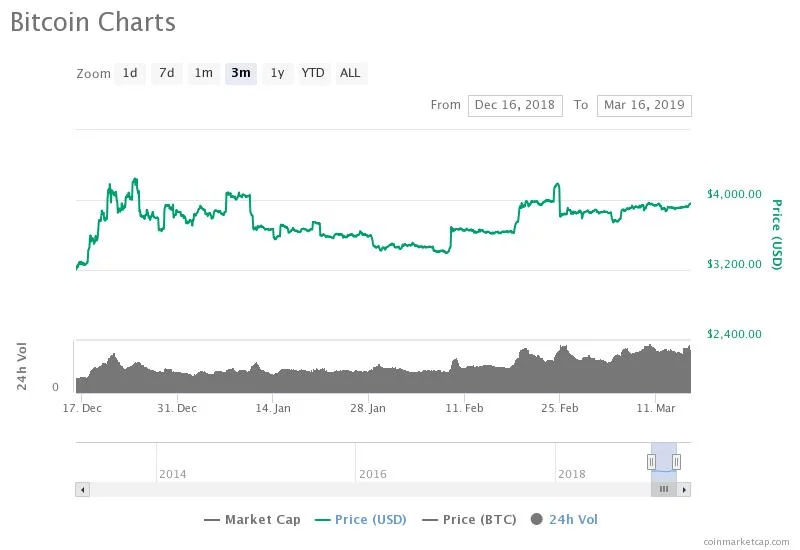 Bitcoin Charts
Zoom 1d 7d 1m 3m 1y YTD ALL
From Dec 16, 2018 To Mar 16, 2019
$4,000.00
$3,200.00
$2,400.00
Price (USD)
24h Vol
0
17. Dec 31. Dec 14. Jan 28. Jan 11. Feb 25. Feb 11. Mar
2014 2016 2018
Market Cap Price (USD) Price (BTC) 24h Vol
coinmarketcap.com